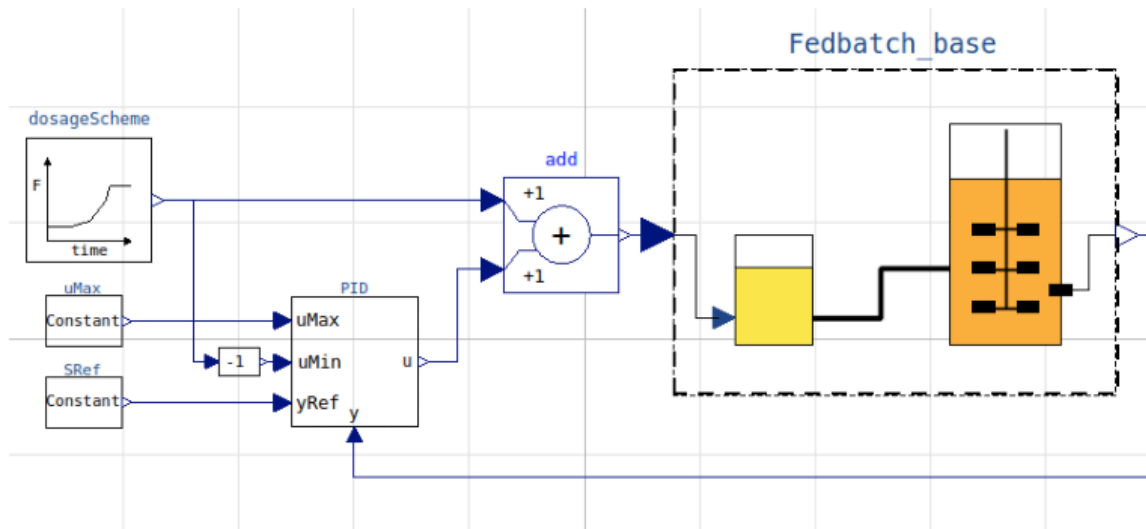 Fedbatch_base
dosageScheme
F
time
add
+1
+
+1
uMax
Constant
PID
uMax
-1
uMin
u
SRef
Constant
yRef
y